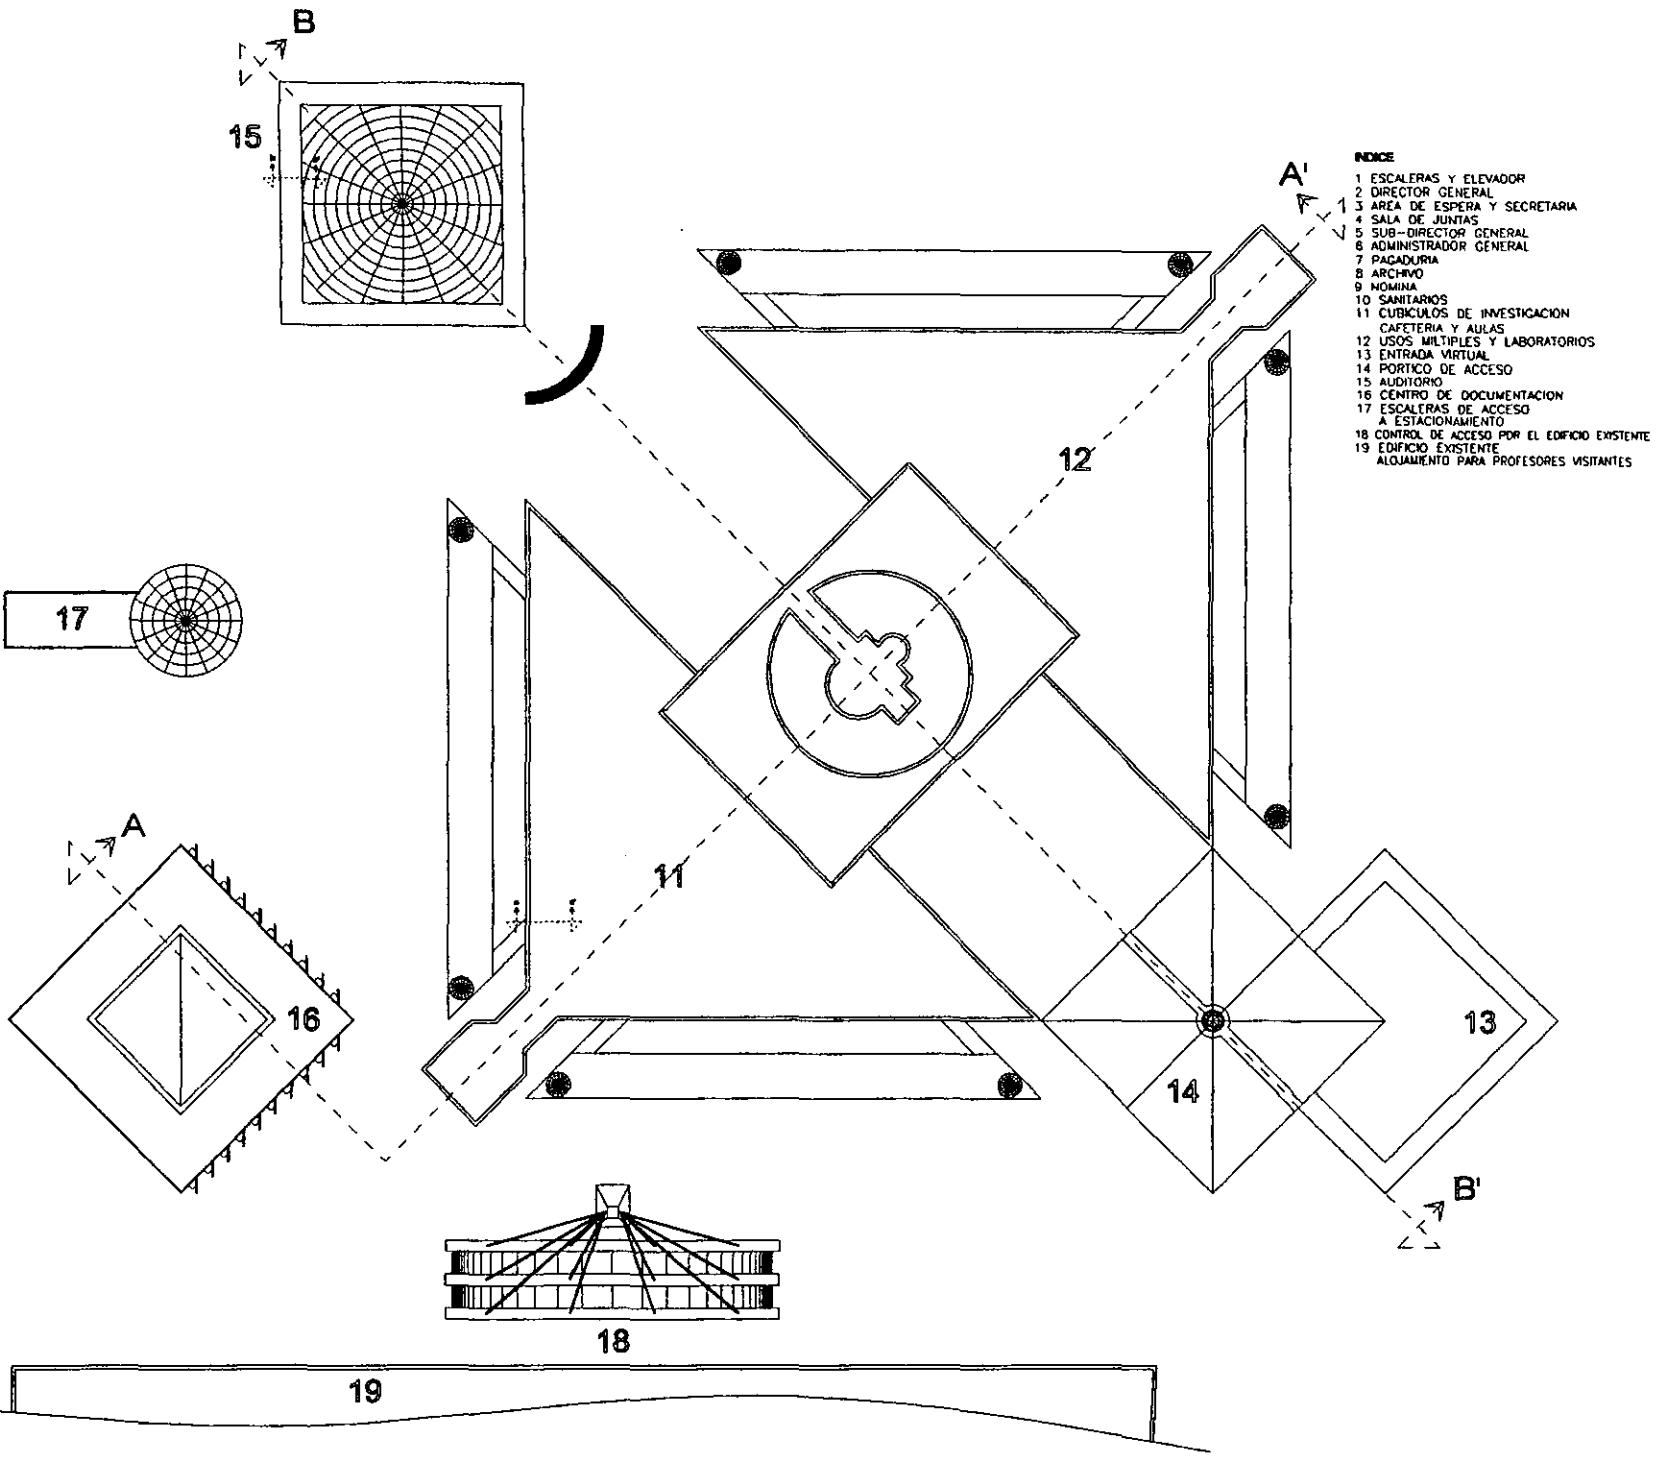 B
15
A'
INDICE
1 ESCALERAS Y ELEVADOR
2 DIRECTOR GENERAL
3 AREA DE ESPERA Y SECRETARIA
4 SALA DE JUNTAS
5 SUB-DIRECTOR GENERAL
6 ADMINISTRADOR GENERAL
7 PAGADURIA
8 ARCHIVO
9 NOMINA
10 SANITARIOS
11 CUBICULOS DE INVESTIGACION
CAFETERIA Y AULAS
12 USOS MILTIPLES Y LABORATORIOS
13 ENTRADA VIRTUAL
14 PORTICO DE ACCESO
15 AUDITORIO
16 CENTRO DE DOCUMENTACION
17 ESCALERAS DE ACCESO
A ESTACIONAMIENTO
18 CONTROL DE ACCESO POR EL EDIFICIO EXISTENTE
19 EDIFICIO EXISTENTE
ALOJAMIENTO PARA PROFESORES VISITANTES
12
17
A
11
16
13
14
B'
18
19